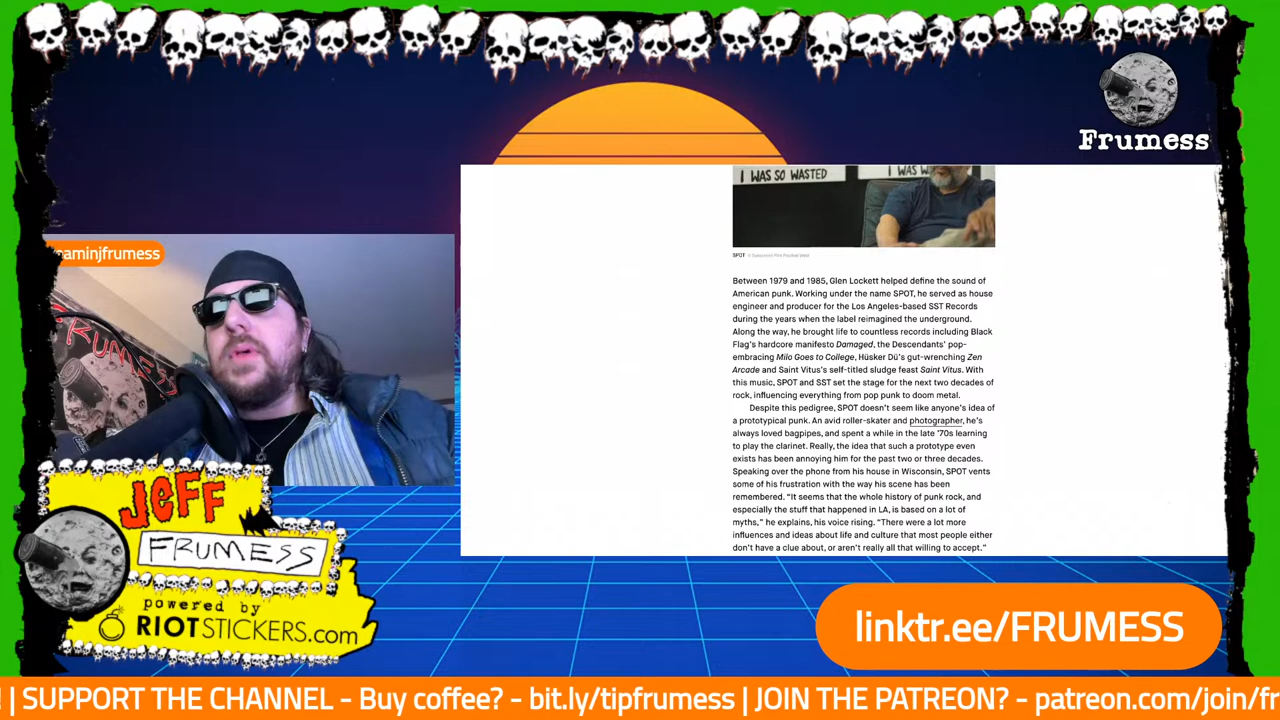 Frumess
I WAS SO WASTED
I WAS W
aminjfrumess
FRUMESS
SPOT
Between 1979 and 1985, Glen Lockett helped define the sound of
American punk. Working under the name SPOT, he served as house
engineer and producer for the Los Angeles-based SST Records
during the years when the label reimagined the underground.
Along the way, he brought life to countless records including Black
Flag's hardcore manifesto Damaged, the Descendants' pop-
embracing Milo Goes to College, Hüsker Dü's gut-wrenching Zen
Arcade and Saint Vitus's self-titled sludge feast Saint Vitus. With
this music, SPOT and SST set the stage for the next two decades of
rock, influencing everything from pop punk to doom metal.
Despite this pedigree, SPOT doesn't seem like anyone's idea of
a prototypical punk. An avid roller-skater and photographer, he's
always loved bagpipes, and spent a while in the late '70s learning
to play the clarinet. Really, the idea that such a prototype even
exists has been annoying him for the past two or three decades.
Speaking over the phone from his house in Wisconsin, SPOT vents
some of his frustration with the way his scene has been
remembered. "It seems that the whole history of punk rock, and
especially the stuff that happened in LA, is based on a lot of
myths," he explains, his voice rising. "There were a lot more
influences and ideas about life and culture that most people either
don't have a clue about, or aren't really all that willing to accept."
JEFF
FRUMESS
powered by
RIOTSTICKERS.com
linktr.ee/FRUMESS
! | SUPPORT THE CHANNEL - Buy coffee? - bit.ly/tipfrumess | JOIN THE PATREON? - patreon.com/join/fr